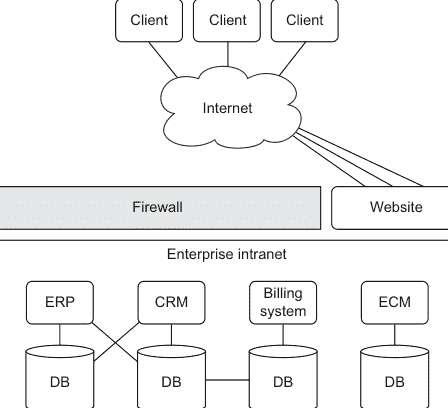 Client Client Client
Internet
Firewall Website
Enterprise intranet
ERP CRM Billing system ECM
DB DB DB DB